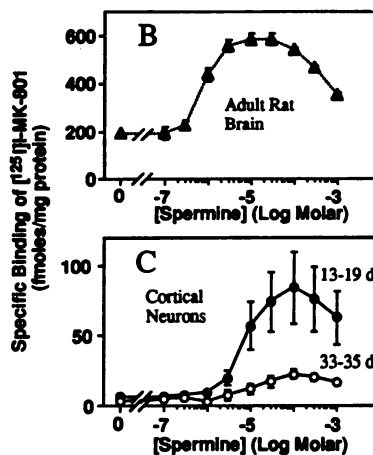 Specific Binding of [125I]I-MK-801
(fmoles/mg protein)
B
600
400
200
0
Adult Rat
Brain
0 -7 -5 -3
[Spermine] (Log Molar)
C
100
50
0
Cortical
Neurons
13-19 d
33-35 d
0 -7 -5 -3
[Spermine] (Log Molar)